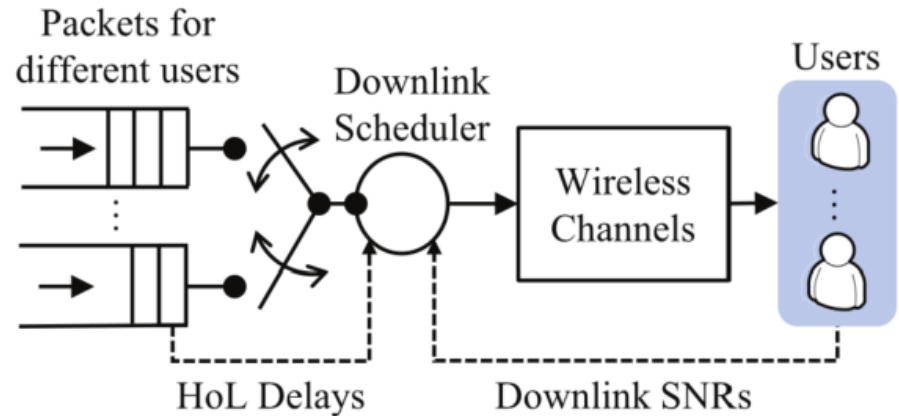 Packets for
different users
Downlink
Scheduler
Wireless
Channels
Users
HoL Delays
Downlink SNRs